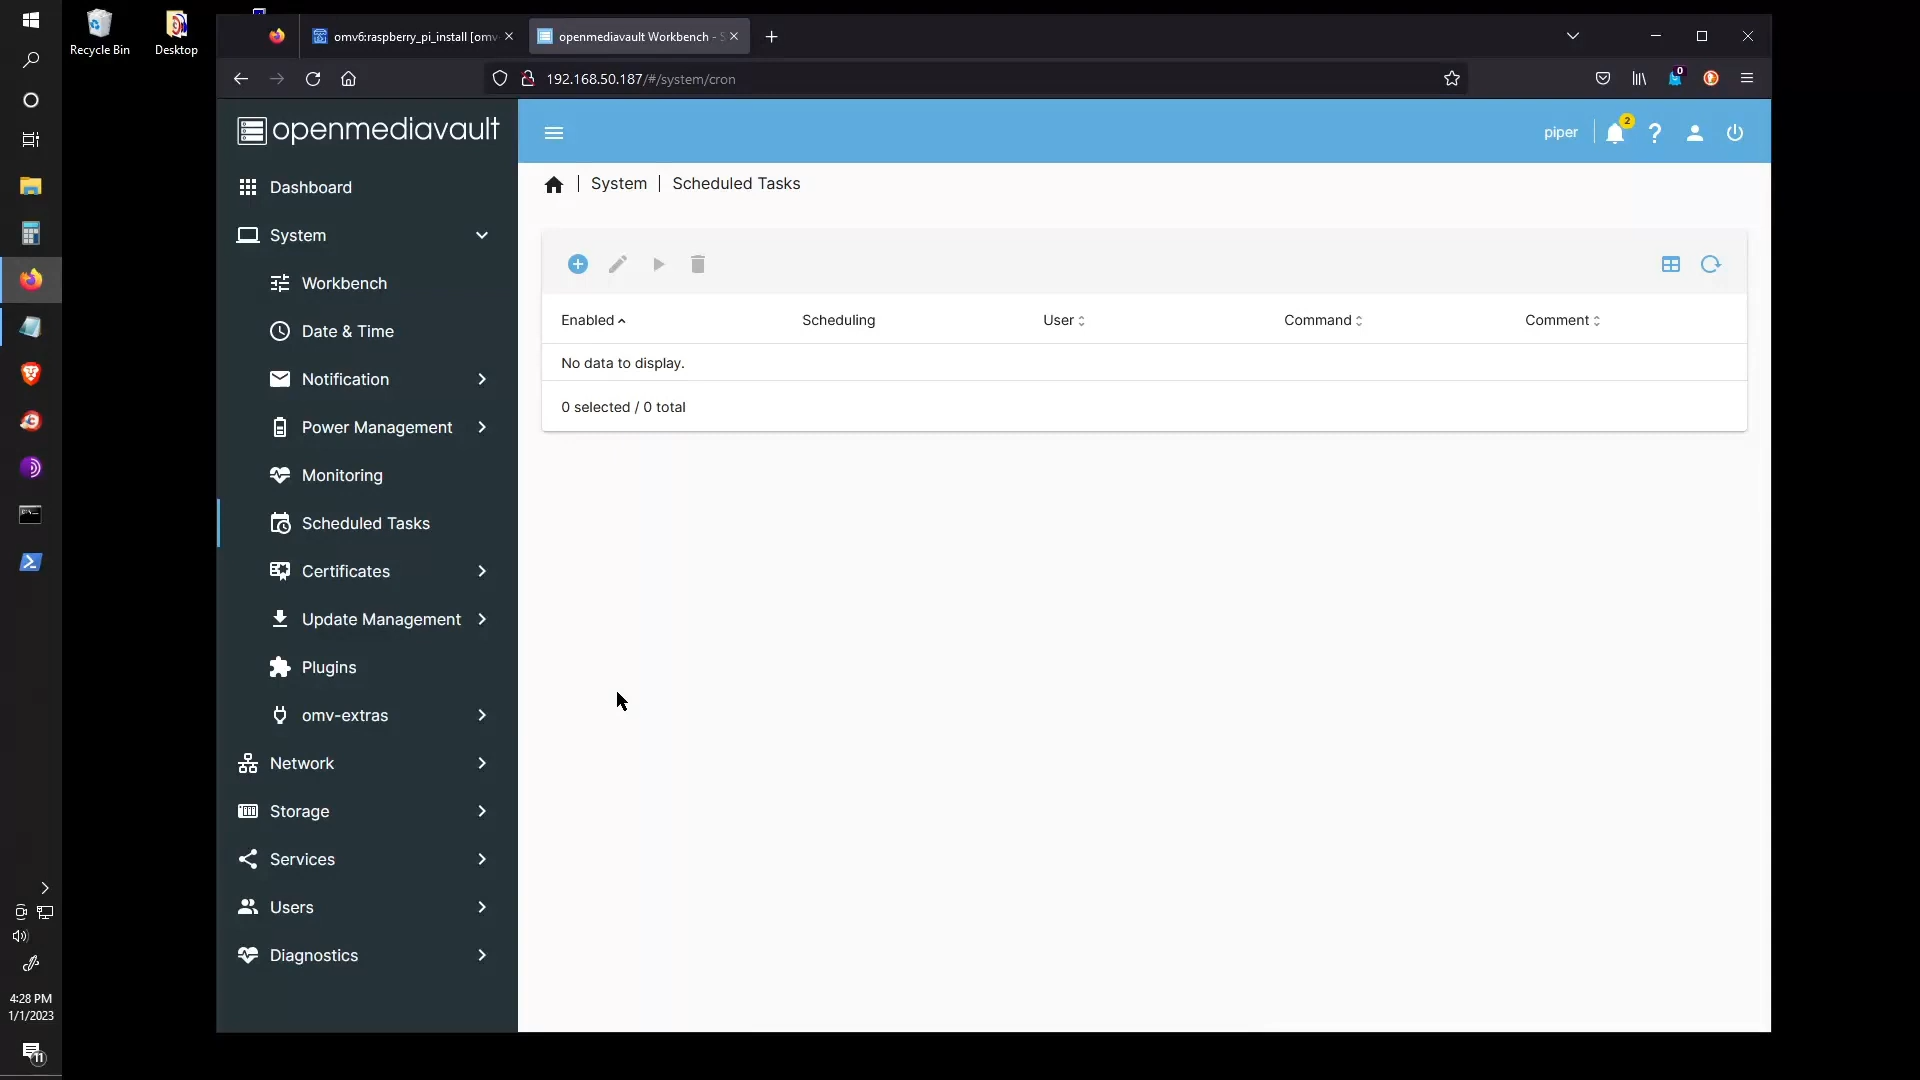 Recycle Bin
Desktop
omv6:raspberry_pi_install [omv
openmediavault Workbench - S
192.168.50.187/#/system/cron
0
openmediavault
piper
2
?
Dashboard
System
Workbench
Date & Time
Notification
Power Management
Monitoring
Scheduled Tasks
Certificates
Update Management
Plugins
omv-extras
Network
Storage
Services
Users
Diagnostics
System | Scheduled Tasks
Enabled
Scheduling
User
Command
Comment
No data to display.
0 selected / 0 total
4:28 PM
1/1/2023
11